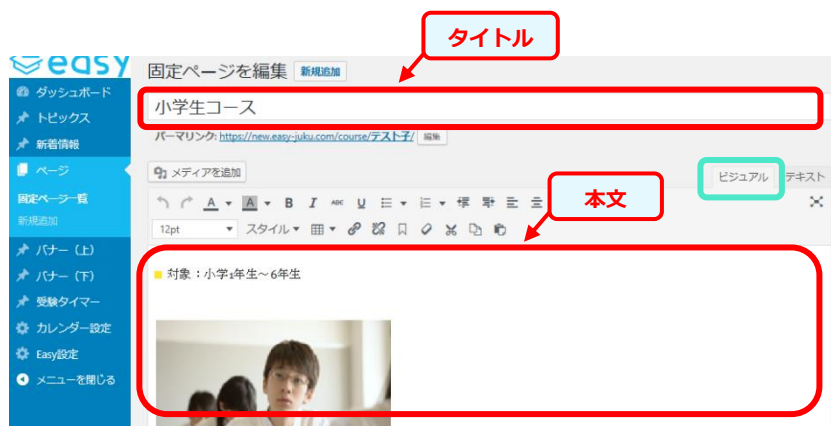 タイトル
easy
固定ページを編集 新規追加
ダッシュボード
小学生コース
トピックス
パーマリンク: https://new.easy-juku.com/course/テスト子/ 編集
新着情報
ページ
メディアを追加
ビジュアル テキスト
固定ページ一覧
A A B I ABC U
本文
新規追加
12pt スタイル
バナー（上）
バナー（下）
対象：小学1年生～6年生
受験タイマー
カレンダー設定
Easy設定
メニューを閉じる